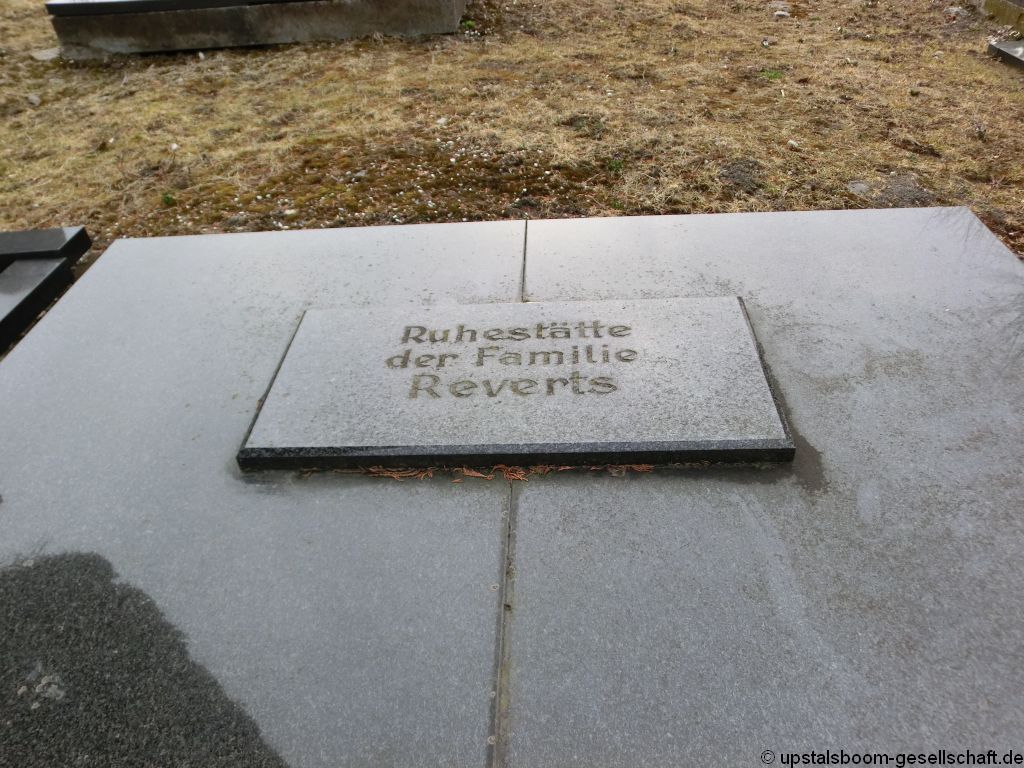 Ruhestätte
der Familie
Reverts
© upstalsboom-gesellschaft.de